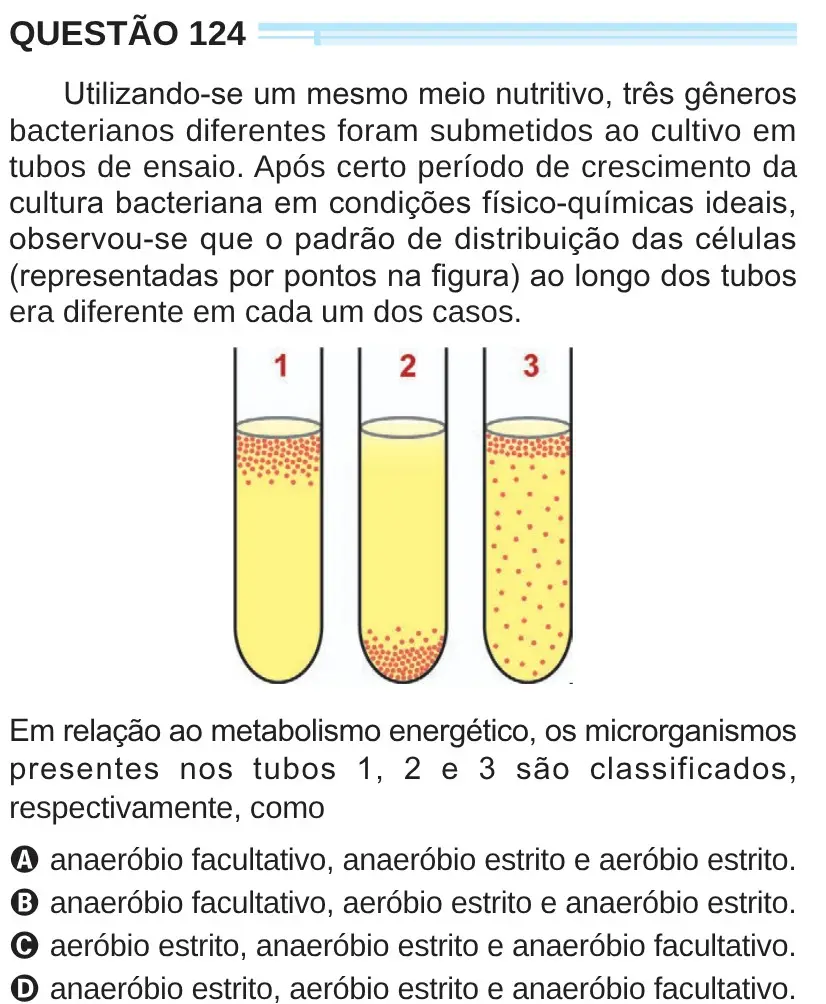 QUESTÃO 124
Utilizando-se um mesmo meio nutritivo, três gêneros
bacterianos diferentes foram submetidos ao cultivo em
tubos de ensaio. Após certo período de crescimento da
cultura bacteriana em condições físico-químicas ideais,
observou-se que o padrão de distribuição das células
(representadas por pontos na figura) ao longo dos tubos
era diferente em cada um dos casos.
1 2 3
Em relação ao metabolismo energético, os microrganismos
presentes nos tubos 1, 2 e 3 são classificados,
respectivamente, como
A anaeróbio facultativo, anaeróbio estrito e aeróbio estrito.
B anaeróbio facultativo, aeróbio estrito e anaeróbio estrito.
C aeróbio estrito, anaeróbio estrito e anaeróbio facultativo.
D anaeróbio estrito, aeróbio estrito e anaeróbio facultativo.